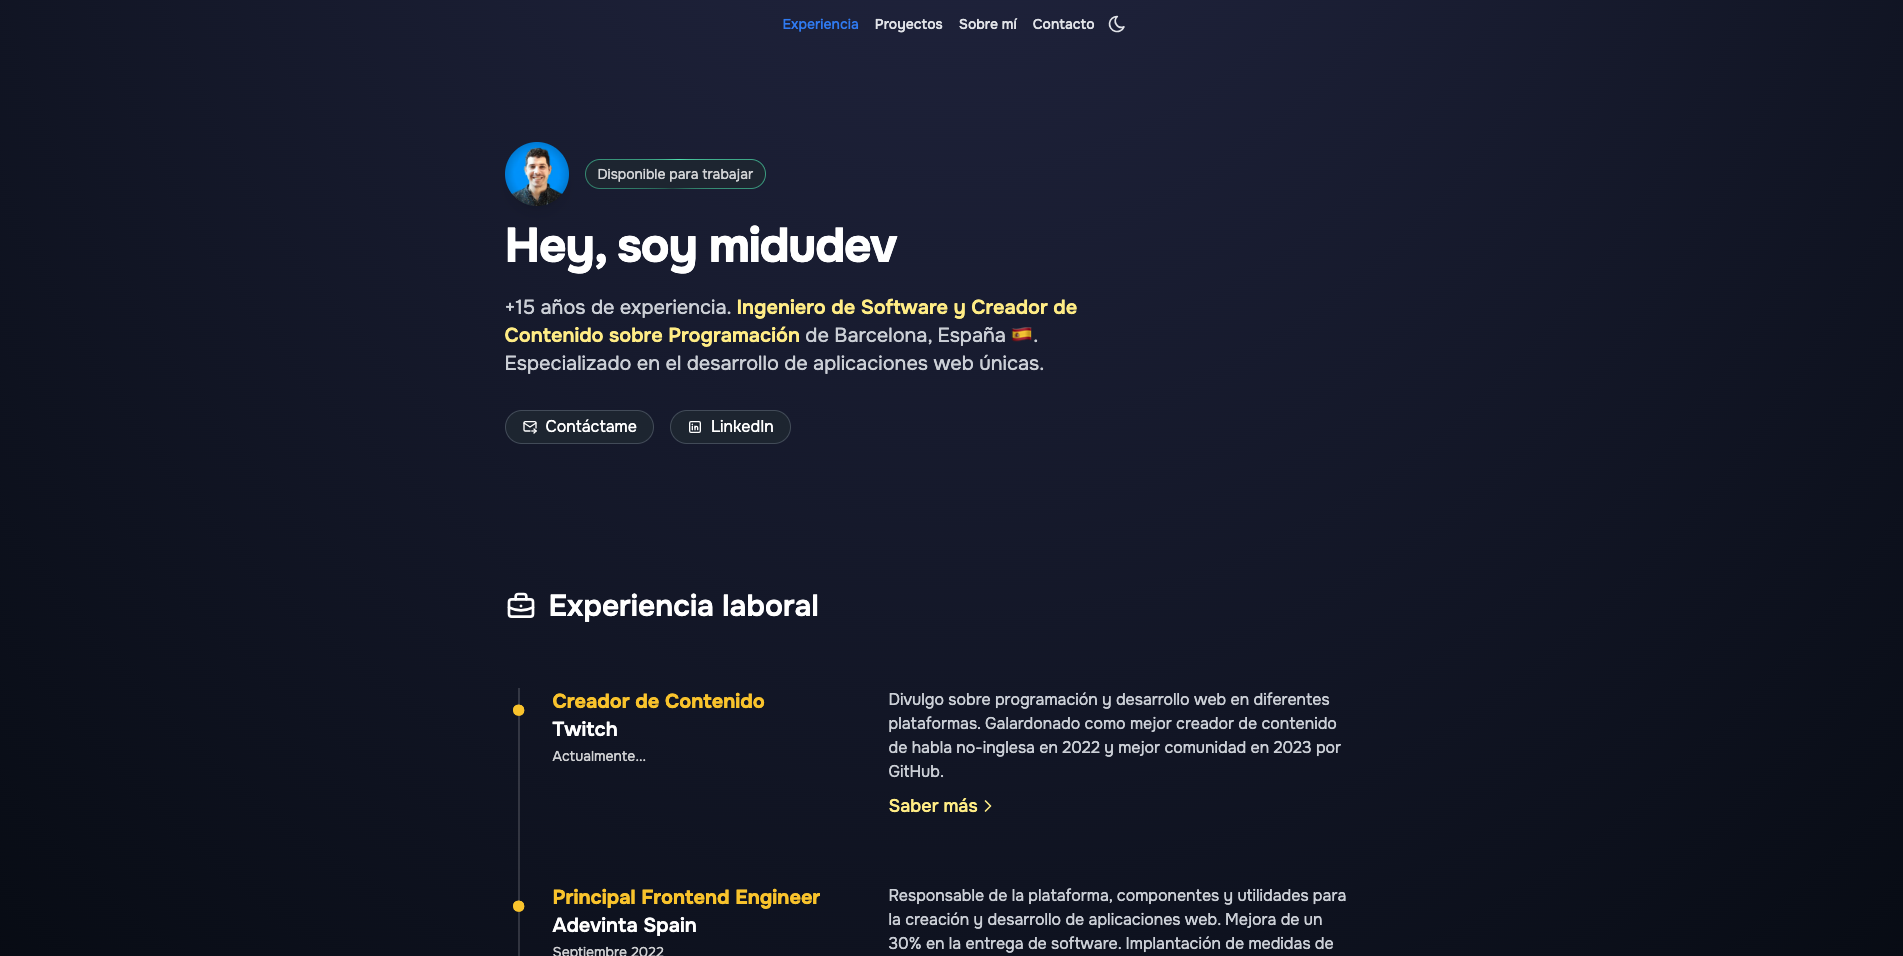 Experiencia Proyectos Sobre mí Contacto
Disponible para trabajar
Hey, soy midudev
+15 años de experiencia. Ingeniero de Software y Creador de
Contenido sobre Programación de Barcelona, España 🇪🇸.
Especializado en el desarrollo de aplicaciones web únicas.
Contáctame LinkedIn
Experiencia laboral
Creador de Contenido
Twitch
Actualmente...
Divulgo sobre programación y desarrollo web en diferentes
plataformas. Galardonado como mejor creador de contenido
de habla no-inglesa en 2022 y mejor comunidad en 2023 por
GitHub.
Saber más >
Principal Frontend Engineer
Adevinta Spain
Septiembre 2022
Responsable de la plataforma, componentes y utilidades para
la creación y desarrollo de aplicaciones web. Mejora de un
30% en la entrega de software. Implantación de medidas de